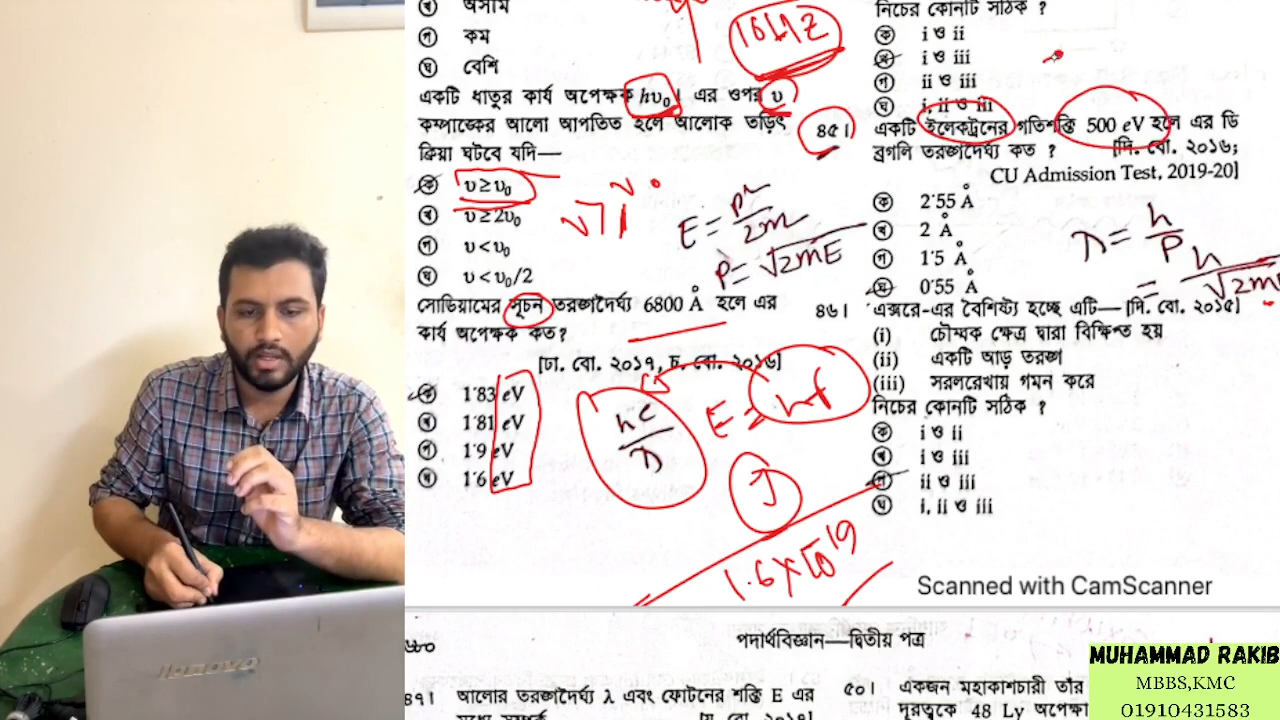 খ অসীম
গ কম
ঘ বেশি
একটি ধাতুর কার্য অপেক্ষক hυ₀। এর ওপর υ
কম্পাঙ্কের আলো আপতিত হলে আলোক তড়িৎ
ক্রিয়া ঘটবে যদি—
ক υ ≥ υ₀
খ υ ≥ 2υ₀
গ υ < υ₀
ঘ υ < υ₀/2
সোডিয়ামের সূচন তরঙ্গদৈর্ঘ্য 6800 Å হলে এর
কার্য অপেক্ষক কত?
[ঢা. বো. ২০১৭, চ. বো. ২০১৬]
ক 1·83 eV
খ 1·81 eV
গ 1·9 eV
ঘ 1·6 eV
E = p²/2m
P = √2mE
hc/λ
E = hf
J
1.6×10^19
নিচের কোনটি সঠিক ?
ক i ও ii
খ i ও iii
গ ii ও iii
ঘ i, ii ও iii
৪৫। একটি ইলেকট্রনের গতিশক্তি 500 eV হলে এর ডি
ব্রগলি তরঙ্গদৈর্ঘ্য কত ? [দি. বো. ২০১৬;
CU Admission Test, 2019-20]
ক 2·55 Å
খ 2 Å
গ 1·5 Å
ঘ 0·55 Å
λ = h/P
= h/√2mE
৪৬। এক্সরে-এর বৈশিষ্ট্য হচ্ছে এটি— [দি. বো. ২০১৫]
(i) চৌম্বক ক্ষেত্র দ্বারা বিক্ষিপ্ত হয়
(ii) একটি আড় তরঙ্গ
(iii) সরলরেখায় গমন করে
নিচের কোনটি সঠিক ?
ক i ও ii
খ i ও iii
গ ii ও iii
ঘ i, ii ও iii
Scanned with CamScanner
৬৮০ পদার্থবিজ্ঞান—দ্বিতীয় পত্র
৪৭। আলোর তরঙ্গদৈর্ঘ্য λ এবং ফোটনের শক্তি E এর
৫০। একজন মহাকাশচারী তাঁর
দূরত্বকে 48 Ly অপেক্ষা
lenovo
MUHAMMAD RAKIB
MBBS,KMC
01910431583